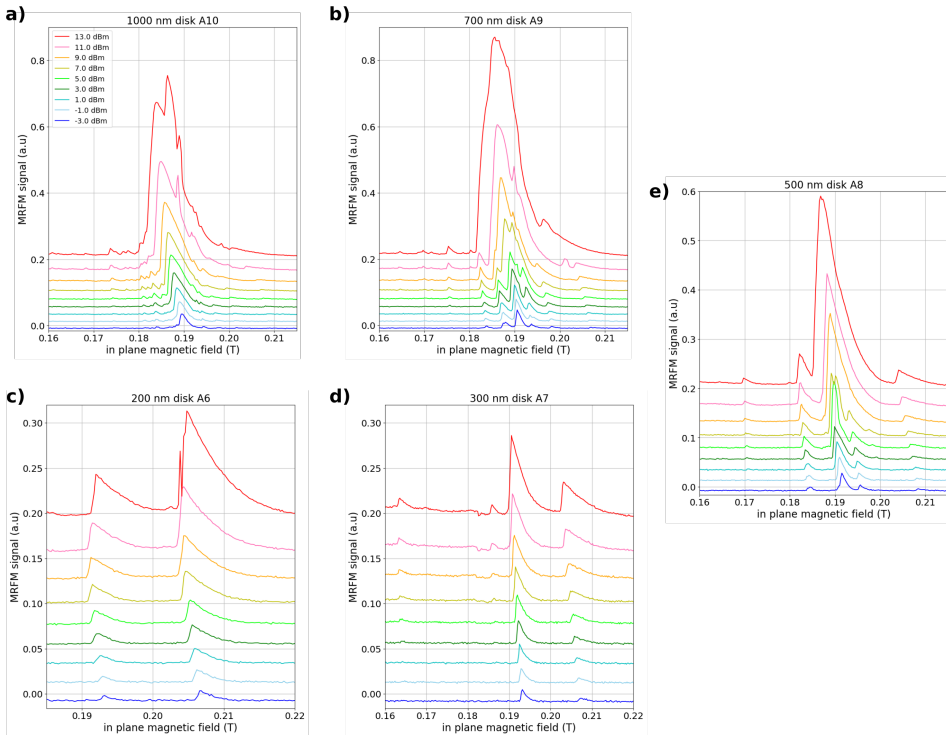 a)
1000 nm disk A10
MRFM signal (a.u)
0.8
0.6
0.4
0.2
0.0
13.0 dBm
11.0 dBm
9.0 dBm
7.0 dBm
5.0 dBm
3.0 dBm
1.0 dBm
-1.0 dBm
-3.0 dBm
0.16 0.17 0.18 0.19 0.20 0.21
in plane magnetic field (T)
b)
700 nm disk A9
MRFM signal (a.u)
0.8
0.6
0.4
0.2
0.0
0.16 0.17 0.18 0.19 0.20 0.21
in plane magnetic field (T)
e)
500 nm disk A8
MRFM signal (a.u)
0.6
0.5
0.4
0.3
0.2
0.1
0.0
0.16 0.17 0.18 0.19 0.20 0.21
in plane magnetic field (T)
c)
200 nm disk A6
MRFM signal (a.u)
0.30
0.25
0.20
0.15
0.10
0.05
0.00
0.19 0.20 0.21 0.22
in plane magnetic field (T)
d)
300 nm disk A7
MRFM signal (a.u)
0.30
0.25
0.20
0.15
0.10
0.05
0.00
0.16 0.17 0.18 0.19 0.20 0.21 0.22
in plane magnetic field (T)